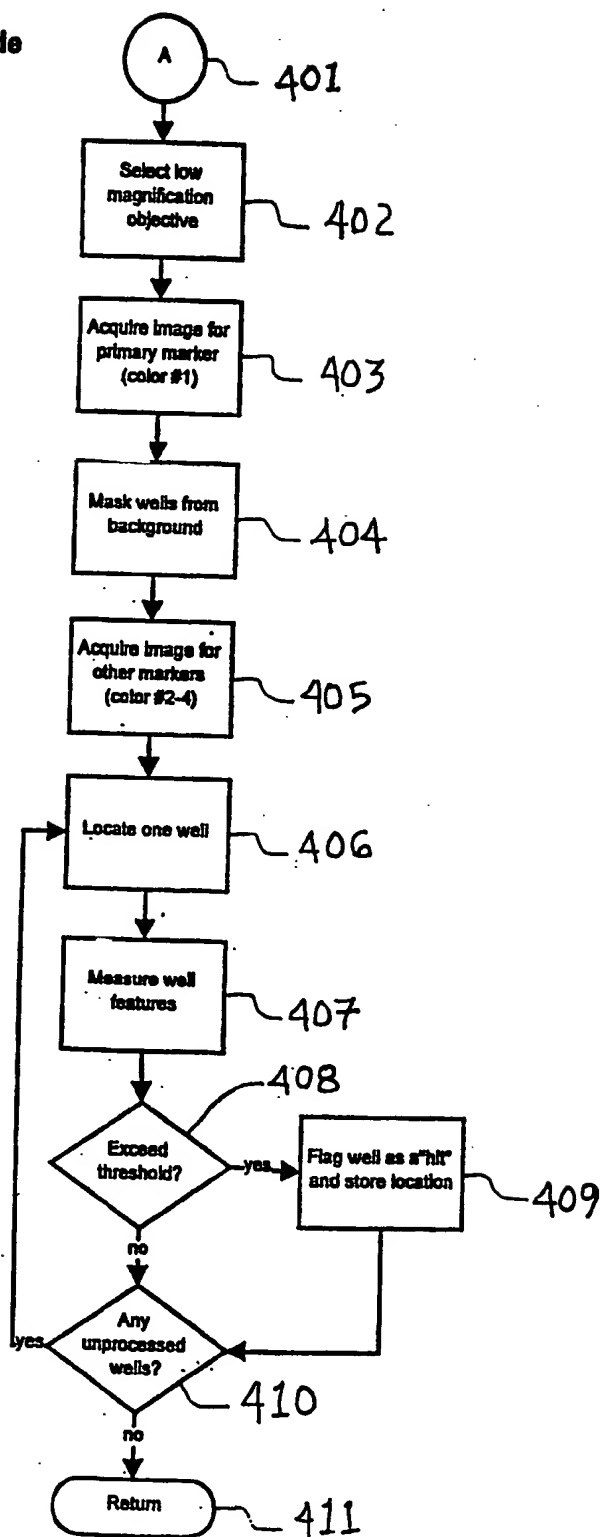 A
401
Select low
magnification
objective
402
Acquire image for
primary marker
(color #1)
403
Mask wells from
background
404
Acquire image for
other markers
(color #2-4)
405
Locate one well
406
Measure well
features
407
408
Exceed
threshold?
yes
Flag well as a "hit"
and store location
409
no
Any
unprocessed
wells?
yes
410
no
Return
411